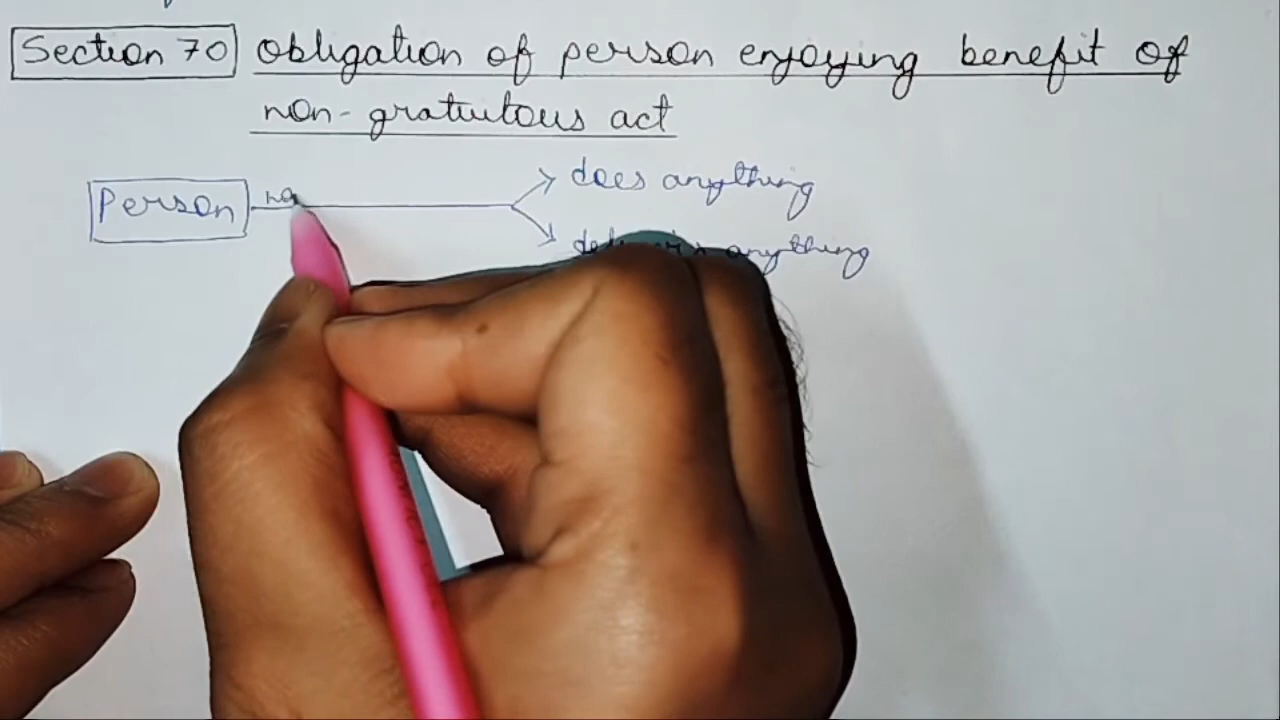 Section 70 obligation of person enjoying benefit of
non-gratuitous act
does anything
Person
anything